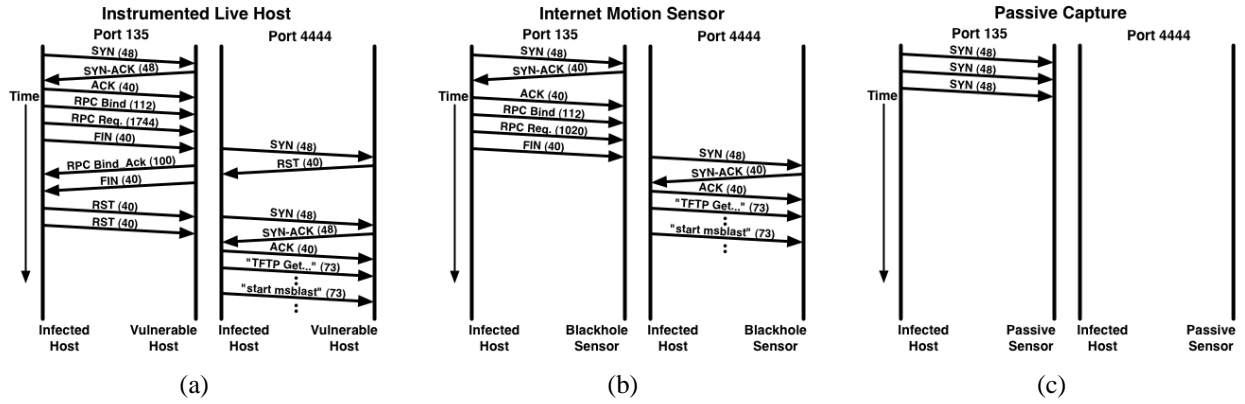 Instrumented Live Host
Port 135
Port 4444
Time
SYN (48)
SYN-ACK (48)
ACK (40)
RPC Bind (112)
RPC Req. (1744)
FIN (40)
RPC Bind_Ack (100)
FIN (40)
RST (40)
RST (40)
SYN (48)
RST (40)
SYN (48)
SYN-ACK (48)
ACK (40)
"TFTP Get..." (73)
"start msblast" (73)
Infected Host
Vulnerable Host
Infected Host
Vulnerable Host
(a)
Internet Motion Sensor
Port 135
Port 4444
Time
SYN (48)
SYN-ACK (40)
ACK (40)
RPC Bind (112)
RPC Req. (1020)
FIN (40)
SYN (48)
SYN-ACK (40)
ACK (40)
"TFTP Get..." (73)
"start msblast" (73)
Infected Host
Blackhole Sensor
Infected Host
Blackhole Sensor
(b)
Passive Capture
Port 135
Port 4444
Time
SYN (48)
SYN (48)
SYN (48)
Infected Host
Passive Sensor
Infected Host
Passive Sensor
(c)